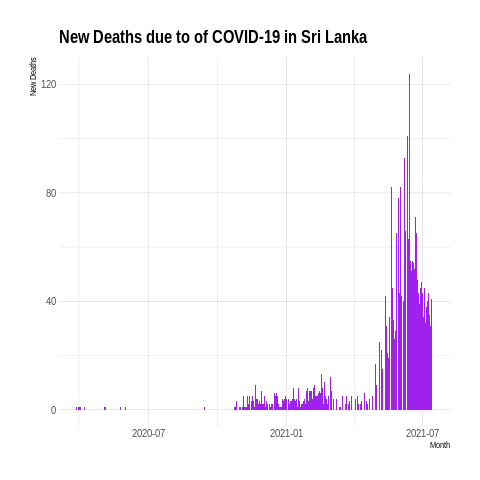 New Deaths due to of COVID-19 in Sri Lanka
New Deaths
120
80
40
0
2020-07 2021-01 2021-07
Month